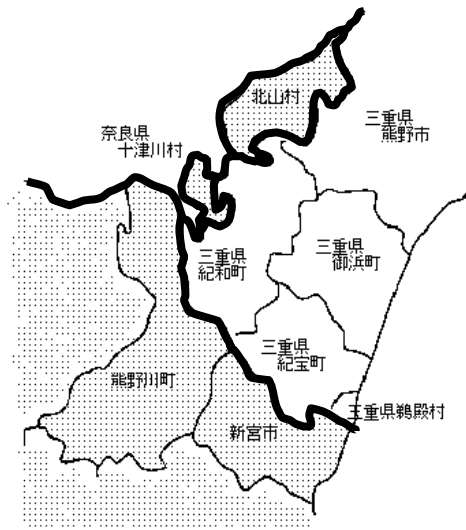 北山村
三重県
熊野市
奈良県
十津川村
三重県
紀和町
三重県
御浜町
三重県
紀宝町
熊野川町
三重県鵜殿村
新宮市